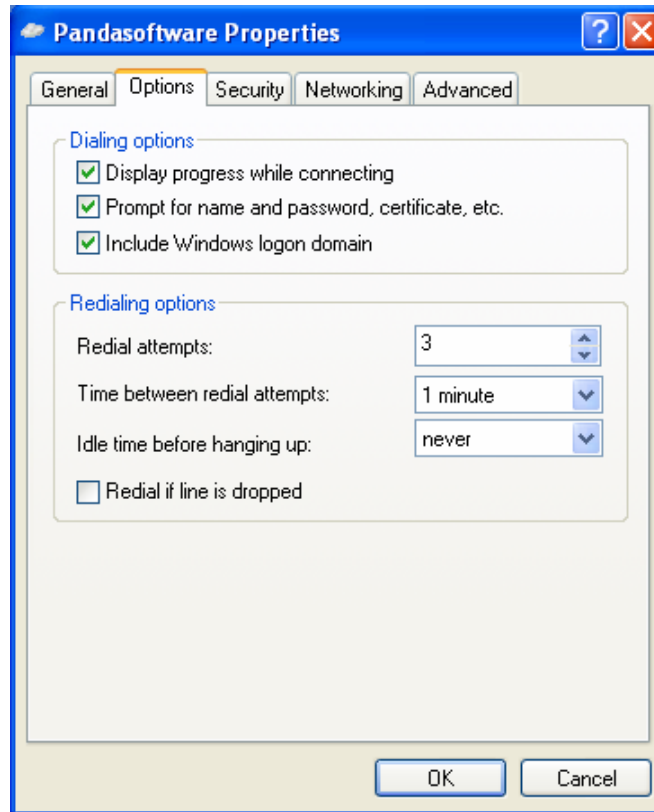 Pandasoftware Properties
General Options Security Networking Advanced
Dialing options
Display progress while connecting
Prompt for name and password, certificate, etc.
Include Windows logon domain
Redialing options
Redial attempts: 3
Time between redial attempts: 1 minute
Idle time before hanging up: never
Redial if line is dropped
OK Cancel